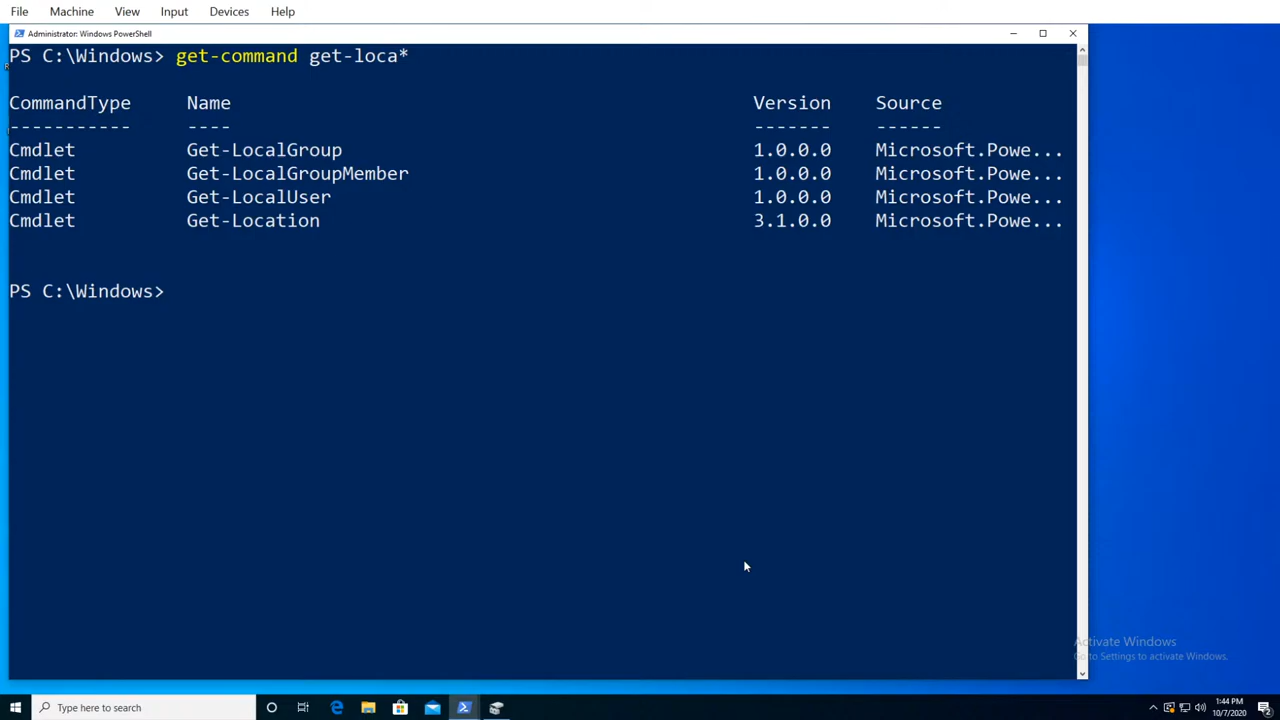 File Machine View Input Devices Help
Administrator: Windows PowerShell
PS C:\Windows> get-command get-loca*
CommandType Name Version Source
----------- ---- ------- ------
Cmdlet Get-LocalGroup 1.0.0.0 Microsoft.Powe...
Cmdlet Get-LocalGroupMember 1.0.0.0 Microsoft.Powe...
Cmdlet Get-LocalUser 1.0.0.0 Microsoft.Powe...
Cmdlet Get-Location 3.1.0.0 Microsoft.Powe...
PS C:\Windows>
Activate Windows
Go to Settings to activate Windows.
Type here to search
1:44 PM
10/7/2020
2